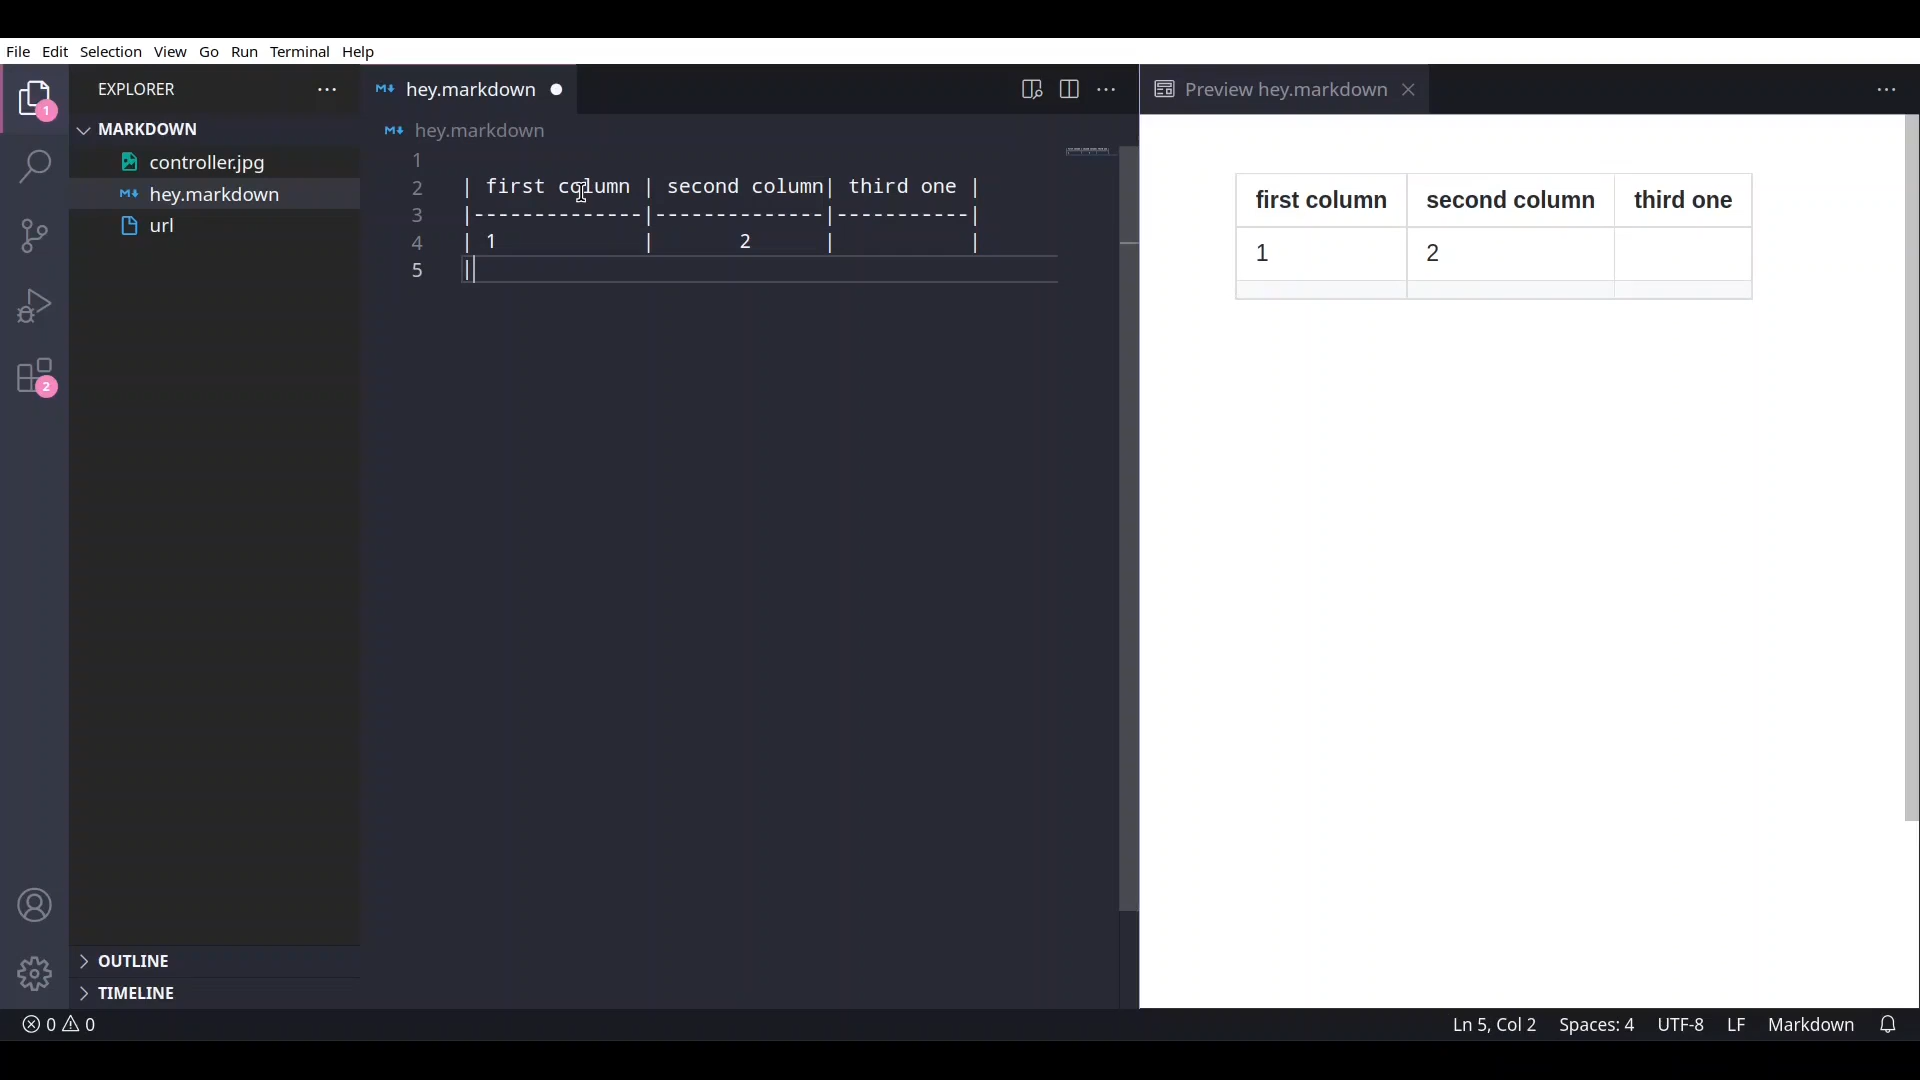 File Edit Selection View Go Run Terminal Help
EXPLORER
1
MARKDOWN
controller.jpg
hey.markdown
url
2
OUTLINE
TIMELINE
hey.markdown
hey.markdown
1
2 | first column | second column| third one |
3 |--------------|--------------|-----------|
4 | 1 | 2 | |
5 |
Preview hey.markdown
first column second column third one
1 2
0 0
Ln 5, Col 2 Spaces: 4 UTF-8 LF Markdown